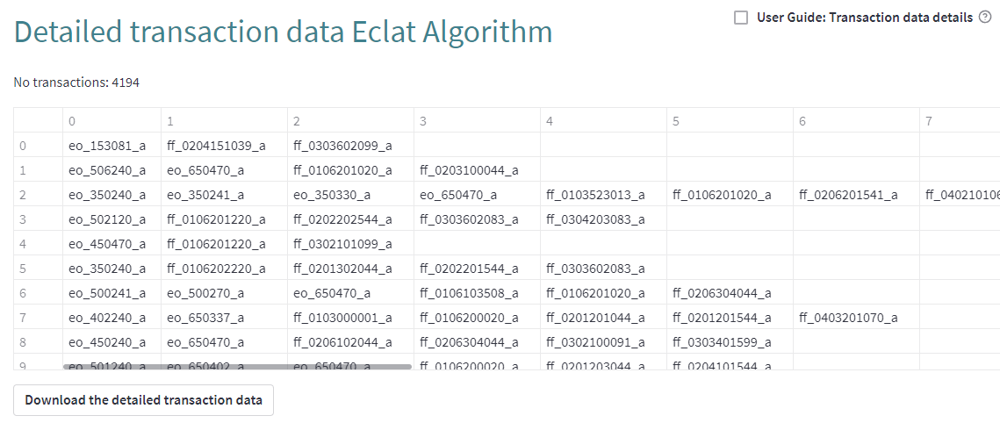 User Guide: Transaction data details ?
Detailed transaction data Eclat Algorithm
No transactions: 4194
0 1 2 3 4 5 6 7
0 eo_153081_a ff_0204151039_a ff_0303602099_a
1 eo_506240_a eo_650470_a ff_0106201020_a ff_0203100044_a
2 eo_350240_a eo_350241_a eo_350330_a eo_650470_a ff_0103523013_a ff_0106201020_a ff_0206201541_a ff_040210106
3 eo_502120_a ff_0106201220_a ff_0202202544_a ff_0303602083_a ff_0304203083_a
4 eo_450470_a ff_0106201220_a ff_0302101099_a
5 eo_350240_a ff_0106202220_a ff_0201302044_a ff_0202201544_a ff_0303602083_a
6 eo_500241_a eo_500270_a eo_650470_a ff_0106103508_a ff_0106201020_a ff_0206304044_a
7 eo_402240_a eo_650337_a ff_0103000001_a ff_0106200020_a ff_0201201044_a ff_0201201544_a ff_0403201070_a
8 eo_450240_a eo_650470_a ff_0206102044_a ff_0206304044_a ff_0302100091_a ff_0303401599_a
9 eo_501240_a eo_650402_a eo_650470_a ff_0106200020_a ff_0201203044_a ff_0204101544_a
Download the detailed transaction data